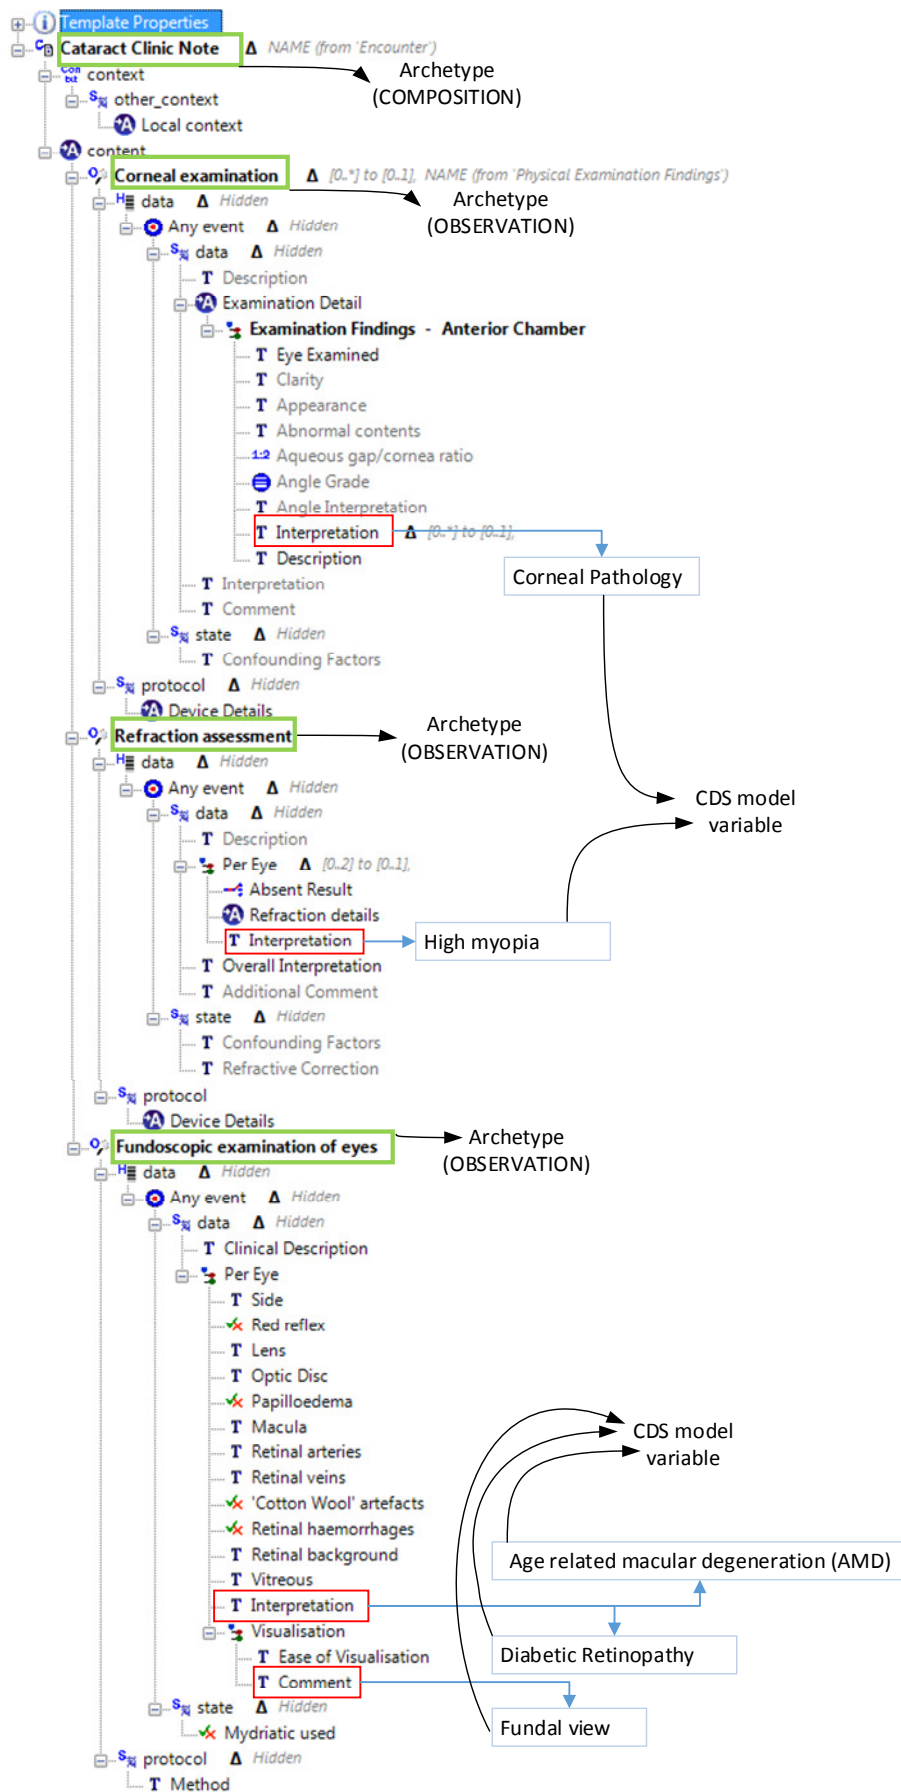 Template Properties
Cataract Clinic Note Δ NAME (from 'Encounter')
context
Archetype
(COMPOSITION)
other_context
Local context
content
Corneal examination Δ [0..*] to [0..1], NAME (from 'Physical Examination Findings')
data Δ Hidden
Archetype
(OBSERVATION)
Any event Δ Hidden
data Δ Hidden
T Description
Examination Detail
Examination Findings - Anterior Chamber
T Eye Examined
T Clarity
T Appearance
T Abnormal contents
1:2 Aqueous gap/cornea ratio
Angle Grade
T Angle Interpretation
T Interpretation Δ [0..*] to [0..1],
T Description
Corneal Pathology
T Interpretation
T Comment
state Δ Hidden
T Confounding Factors
protocol Δ Hidden
Device Details
Refraction assessment
Archetype
(OBSERVATION)
data Δ Hidden
Any event Δ Hidden
CDS model
variable
data Δ Hidden
T Description
Per Eye Δ [0..2] to [0..1],
Absent Result
Refraction details
T Interpretation
High myopia
T Overall Interpretation
T Additional Comment
state Δ Hidden
T Confounding Factors
T Refractive Correction
protocol
Device Details
Fundoscopic examination of eyes
Archetype
(OBSERVATION)
data Δ Hidden
Any event Δ Hidden
data Δ Hidden
T Clinical Description
Per Eye
T Side
Red reflex
T Lens
T Optic Disc
Papilloedema
T Macula
CDS model
variable
T Retinal arteries
T Retinal veins
'Cotton Wool' artefacts
Retinal haemorrhages
T Retinal background
Age related macular degeneration (AMD)
T Vitreous
T Interpretation
Visualisation
T Ease of Visualisation
Diabetic Retinopathy
T Comment
state Δ Hidden
Mydriatic used
Fundal view
protocol Δ Hidden
T Method